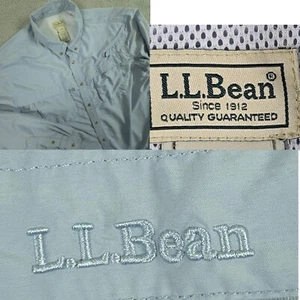 L.L.Bean®
Since 1912
QUALITY GUARANTEED
L.L.Bean